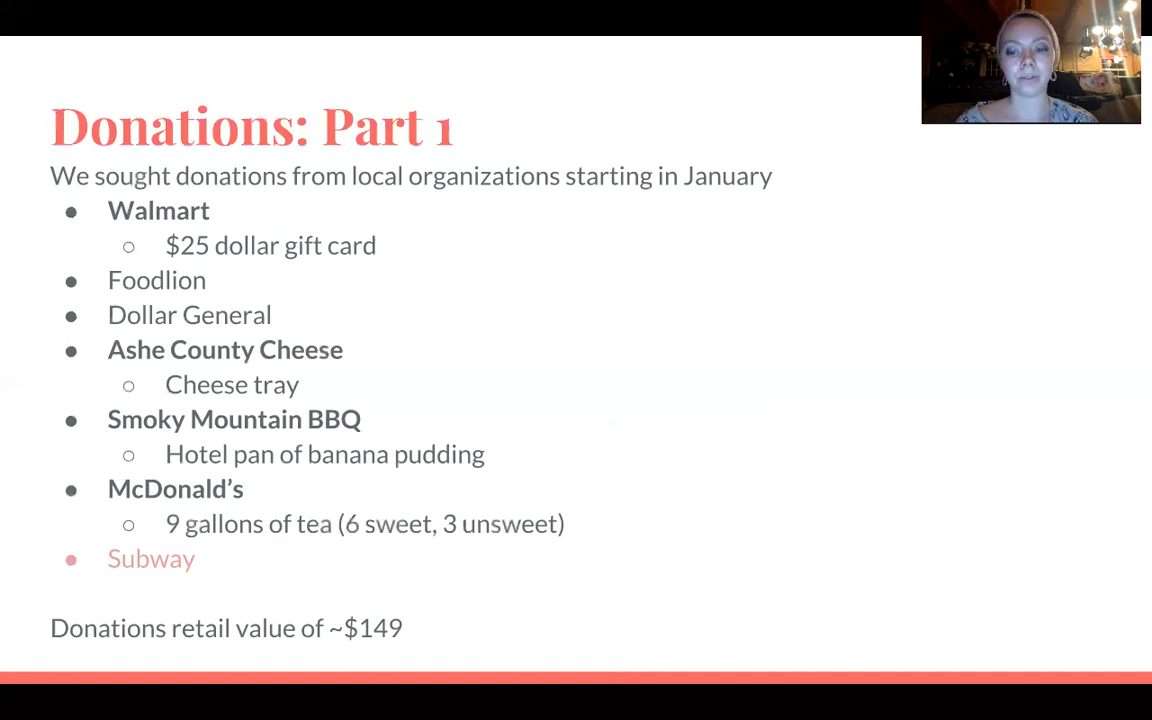 Donations: Part 1
We sought donations from local organizations starting in January
● Walmart
○ $25 dollar gift card
● Foodlion
● Dollar General
● Ashe County Cheese
○ Cheese tray
● Smoky Mountain BBQ
○ Hotel pan of banana pudding
● McDonald’s
○ 9 gallons of tea (6 sweet, 3 unsweet)
● Subway
Donations retail value of ~$149